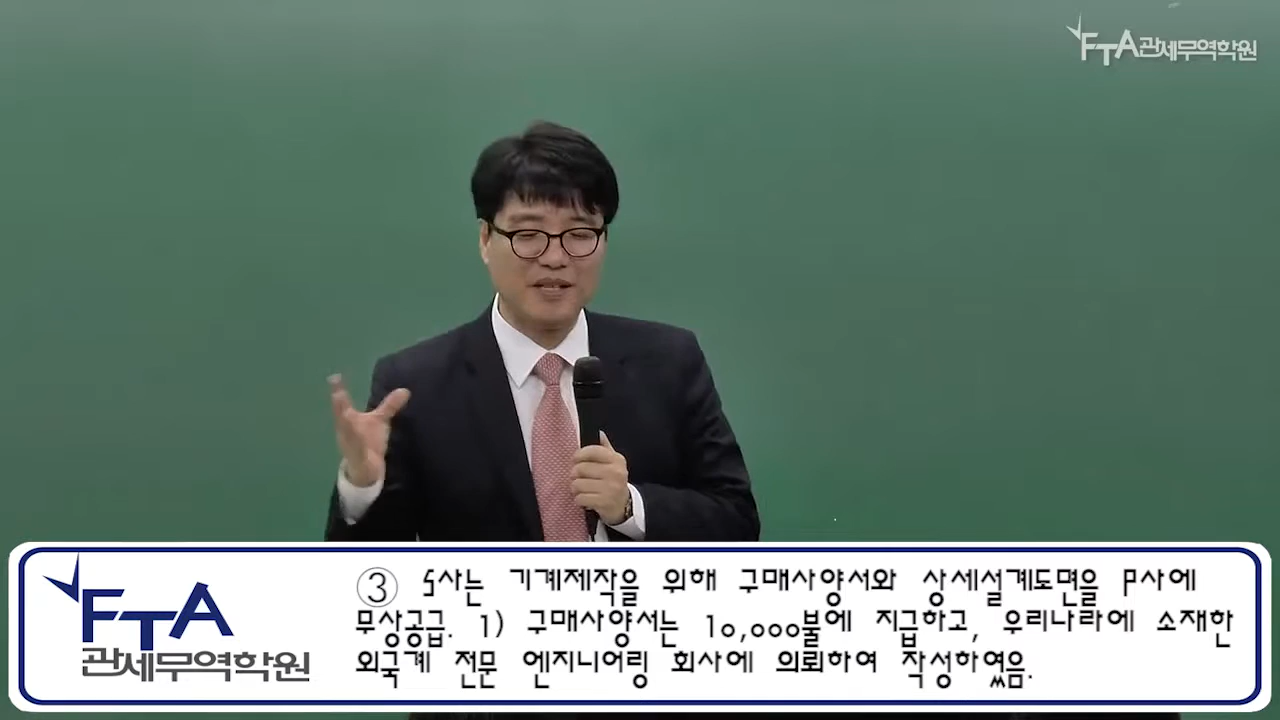 FTA관세무역학원
③ S사는 기계제작을 위해 구매사양서와 상세설계도면을 P사에
무상공급. 1) 구매사양서는 10,000불에 지급하고, 우리나라에 소재한
외국계 전문 엔지니어링 회사에 의뢰하여 작성하였음.
FTA
관세무역학원